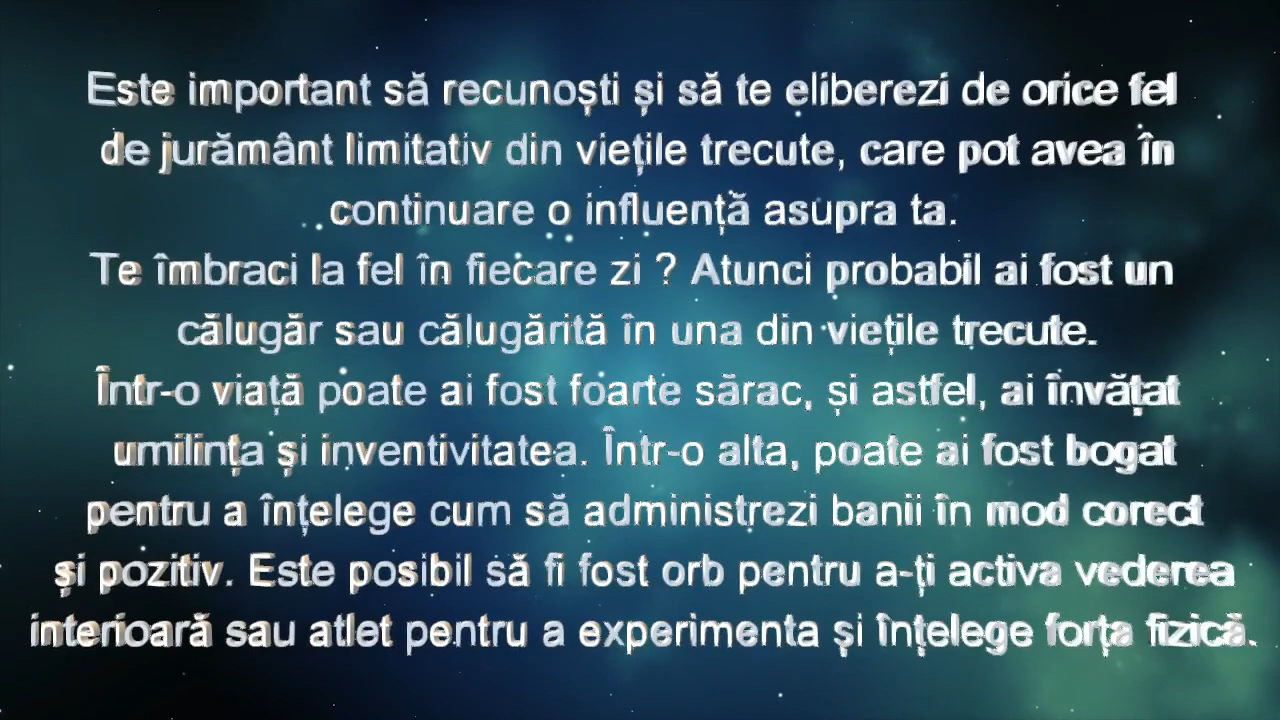 Este important să recunoști și să te eliberezi de orice fel
de jurământ limitativ din viețile trecute, care pot avea în
continuare o influență asupra ta.
Te îmbraci la fel în fiecare zi ? Atunci probabil ai fost un
călugăr sau călugărită în una din viețile trecute.
Într-o viață poate ai fost foarte sărac, și astfel, ai învățat
umilința și inventivitatea. Într-o alta, poate ai fost bogat
pentru a înțelege cum să administrezi banii în mod corect
și pozitiv. Este posibil să fi fost orb pentru a-ți activa vederea
interioară sau atlet pentru a experimenta și înțelege forța fizică.